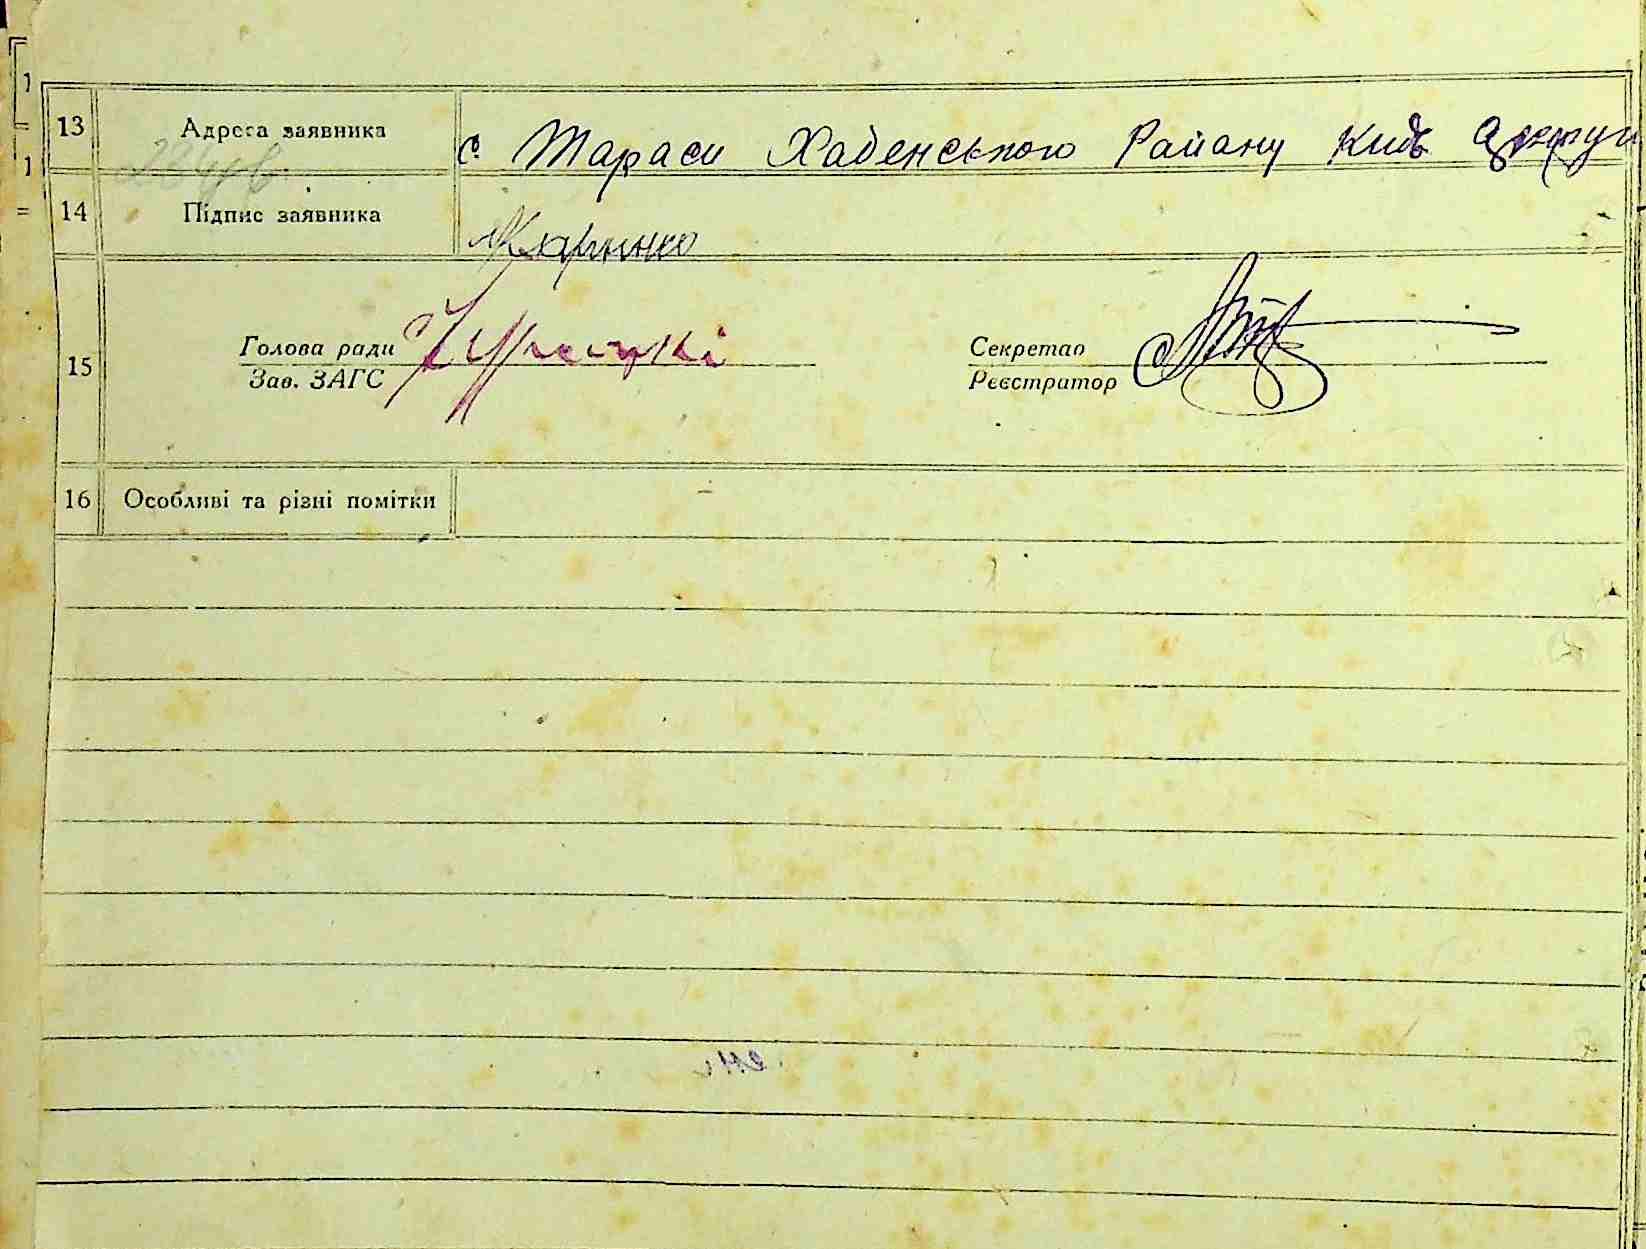 13 Адреса заявника с. Тараси Хабенського Району Київ Округи
14 Підпис заявника
15 Голова ради Секретар
Зав. ЗАГС Реєстратор
16 Особливі та різні помітки